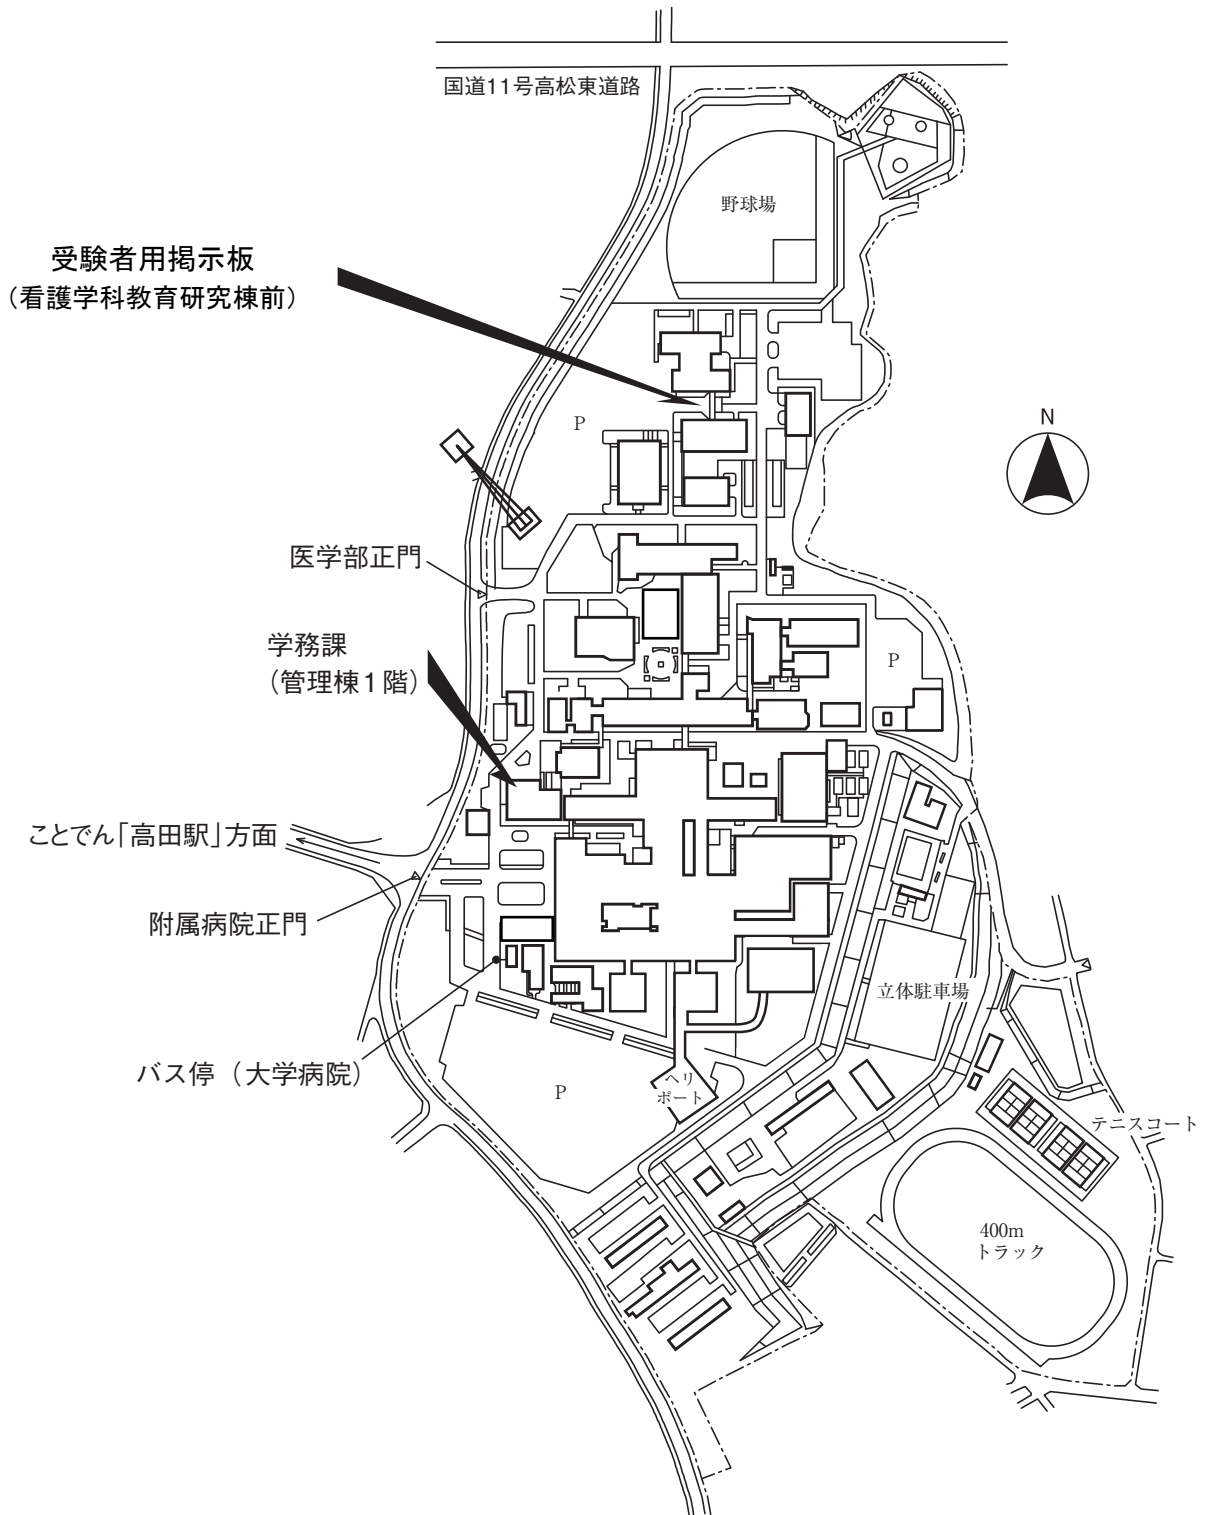 国道11号高松東道路
野球場
受験者用掲示板
（看護学科教育研究棟前）
N
P
医学部正門
学務課
（管理棟１階）
P
ことでん「高田駅」方面
附属病院正門
立体駐車場
バス停（大学病院）
P
ヘリ
ポート
テニスコート
400m
トラック